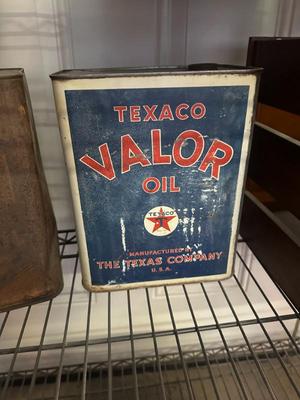 TEXACO
VALOR
OIL
TEXACO
MANUFACTURED BY
THE TEXAS COMPANY
U.S.A.